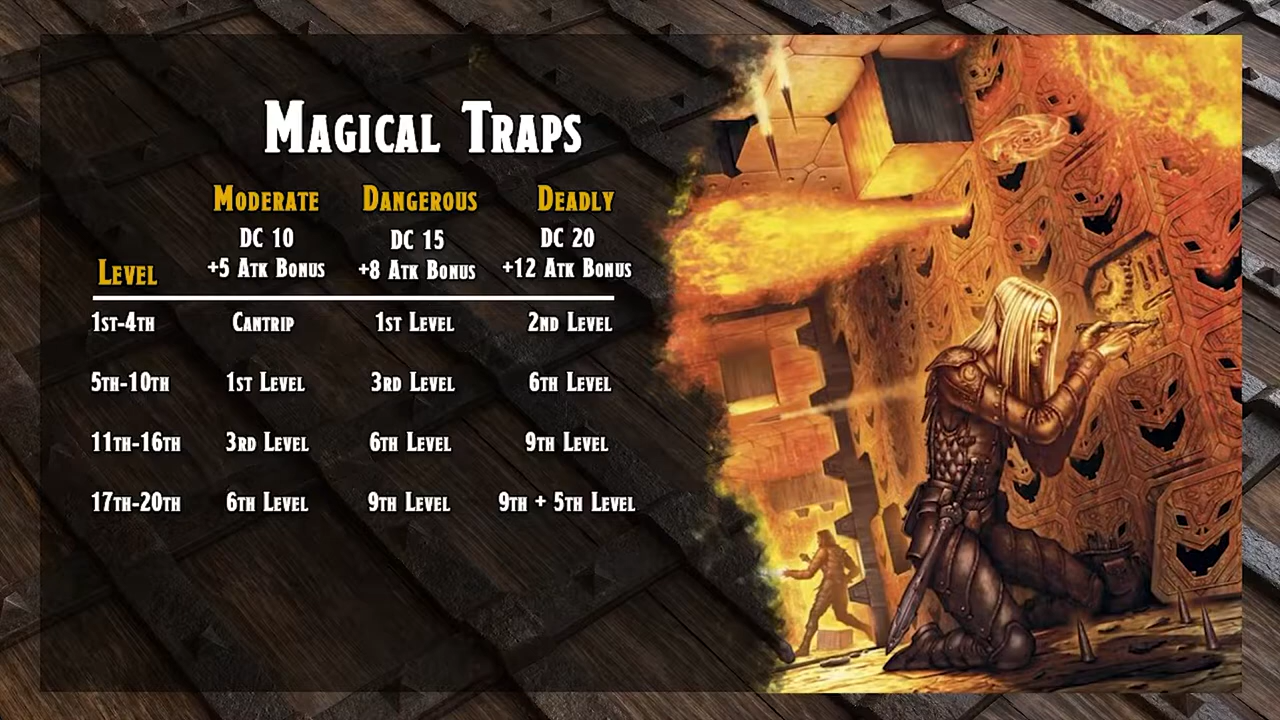 Magical Traps
Moderate Dangerous Deadly
DC 10 DC 15 DC 20
Level +5 Atk Bonus +8 Atk Bonus +12 Atk Bonus
1st-4th Cantrip 1st Level 2nd Level
5th-10th 1st Level 3rd Level 6th Level
11th-16th 3rd Level 6th Level 9th Level
17th-20th 6th Level 9th Level 9th + 5th Level